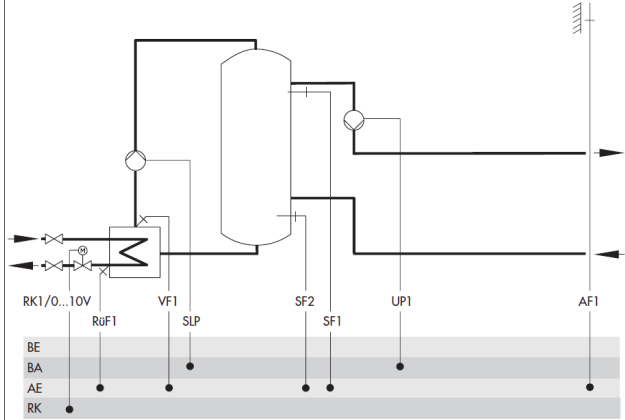 M
RK1/0...10V VF1 SF2 UP1 AF1
RüF1 SLP SF1
BE
BA
AE
RK